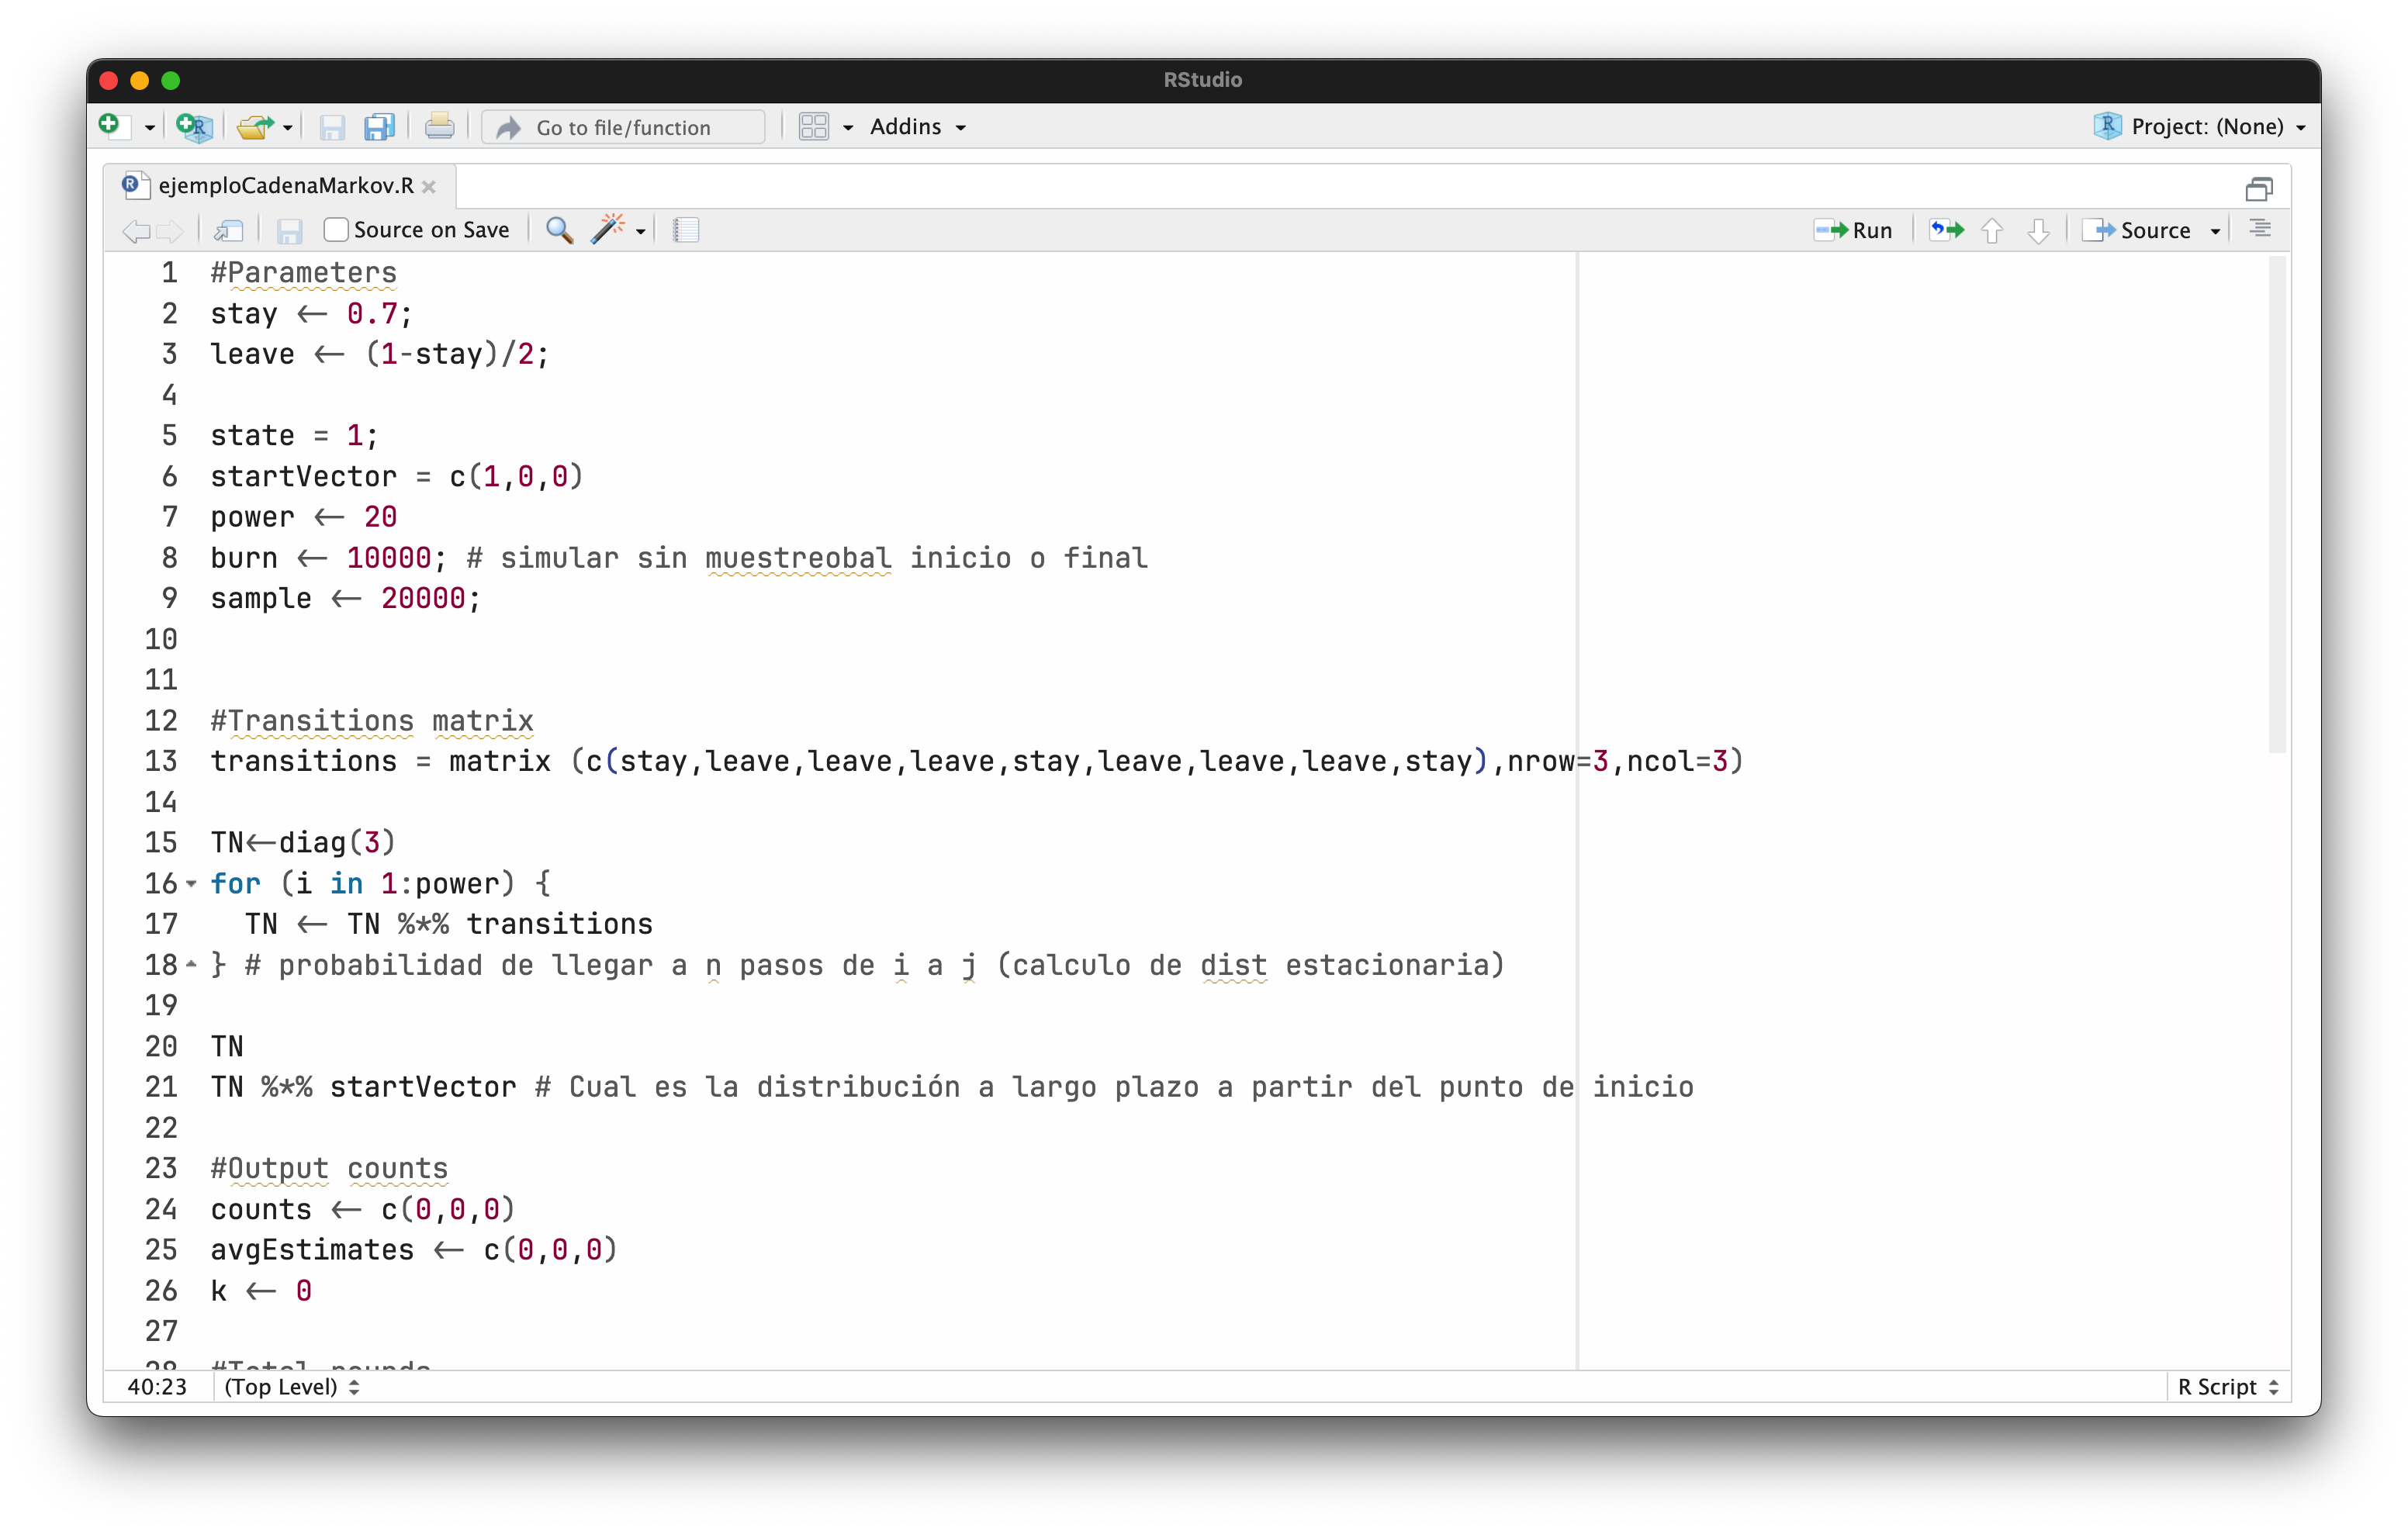 RStudio
Go to file/function
Addins
Project: (None)
ejemploCadenaMarkov.R
Source on Save
Run
Source
1 #Parameters
2 stay <- 0.7;
3 leave <- (1-stay)/2;
4
5 state = 1;
6 startVector = c(1,0,0)
7 power <- 20
8 burn <- 10000; # simular sin muestreobal inicio o final
9 sample <- 20000;
10
11
12 #Transitions matrix
13 transitions = matrix (c(stay,leave,leave,leave,stay,leave,leave,leave,stay),nrow=3,ncol=3)
14
15 TN<-diag(3)
16 for (i in 1:power) {
17 TN <- TN %*% transitions
18 } # probabilidad de llegar a n pasos de i a j (calculo de dist estacionaria)
19
20 TN
21 TN %*% startVector # Cual es la distribución a largo plazo a partir del punto de inicio
22
23 #Output counts
24 counts <- c(0,0,0)
25 avgEstimates <- c(0,0,0)
26 k <- 0
27
28 #Total
40:23 (Top Level)
R Script